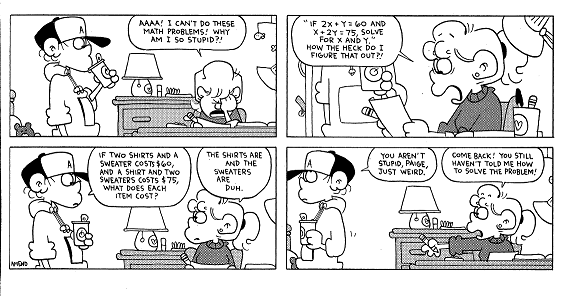 AAAA! I CAN'T DO THESE
MATH PROBLEMS! WHY
AM I SO STUPID?!
A
"IF 2X+Y=60 AND
X+2Y=75, SOLVE
FOR X AND Y."
HOW THE HECK DO I
FIGURE THAT OUT?!
IF TWO SHIRTS AND A
SWEATER COSTS $60,
AND A SHIRT AND TWO
SWEATERS COSTS $75,
WHAT DOES EACH
ITEM COST?
THE SHIRTS ARE
AND THE
SWEATERS
ARE
DUH.
A
AMEND
YOU AREN'T
STUPID, PAIGE,
JUST WEIRD.
COME BACK! YOU STILL
HAVEN'T TOLD ME HOW
TO SOLVE THE PROBLEM!
A